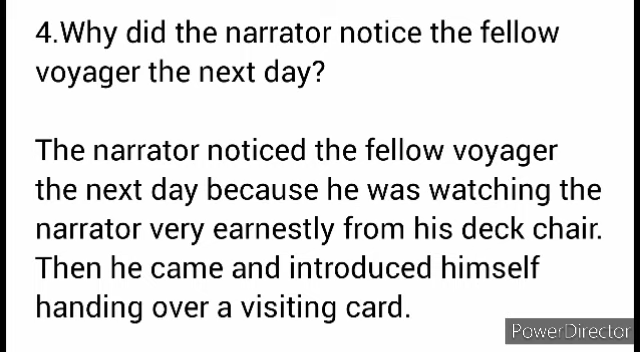 4.Why did the narrator notice the fellow
voyager the next day?
The narrator noticed the fellow voyager
the next day because he was watching the
narrator very earnestly from his deck chair.
Then he came and introduced himself
handing over a visiting card.
PowerDirector